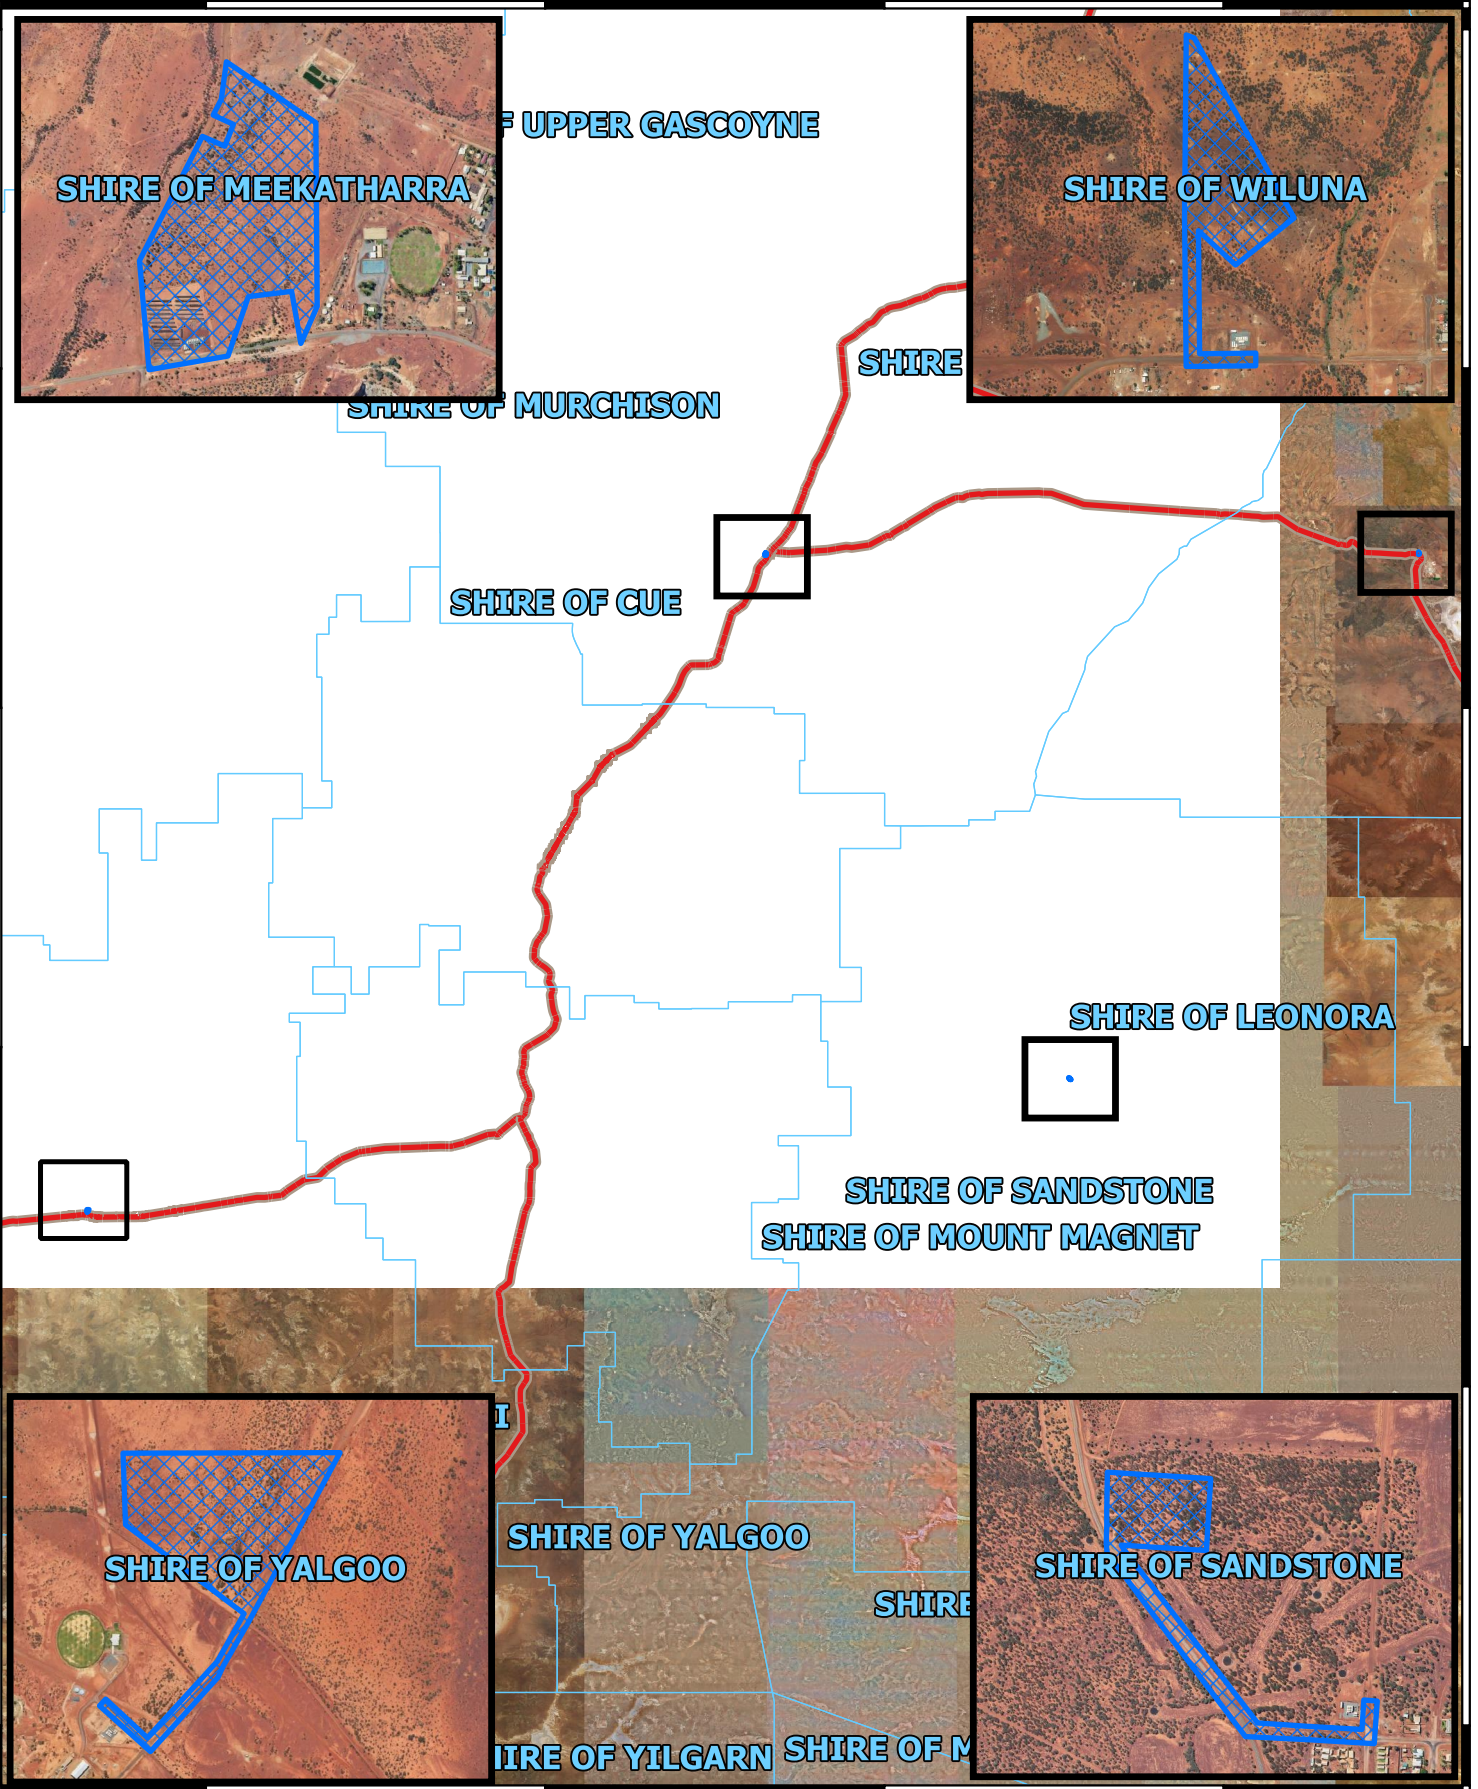 F UPPER GASCOYNE
SHIRE OF MEEKATHARRA
SHIRE OF WILUNA
SHIRE
SHIRE OF MURCHISON
SHIRE OF CUE
SHIRE OF LEONORA
SHIRE OF SANDSTONE
SHIRE OF MOUNT MAGNET
I
SHIRE OF YALGOO
SHIRE OF YALGOO
SHIRE OF SANDSTONE
SHIRE
HIRE OF YILGARN
SHIRE OF M